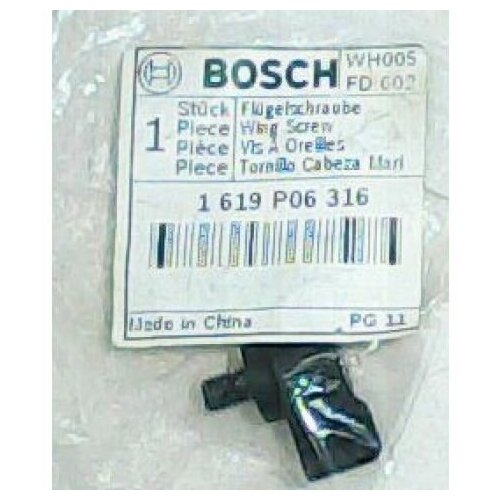 BOSCH
WH005
FD 002
1
Stück Flügelschraube
Piece Wing Screw
Pièce Vis A Oreilles
Piece Tornillo Cabeza Mari
1 619 P06 316
Made in China
PG 11